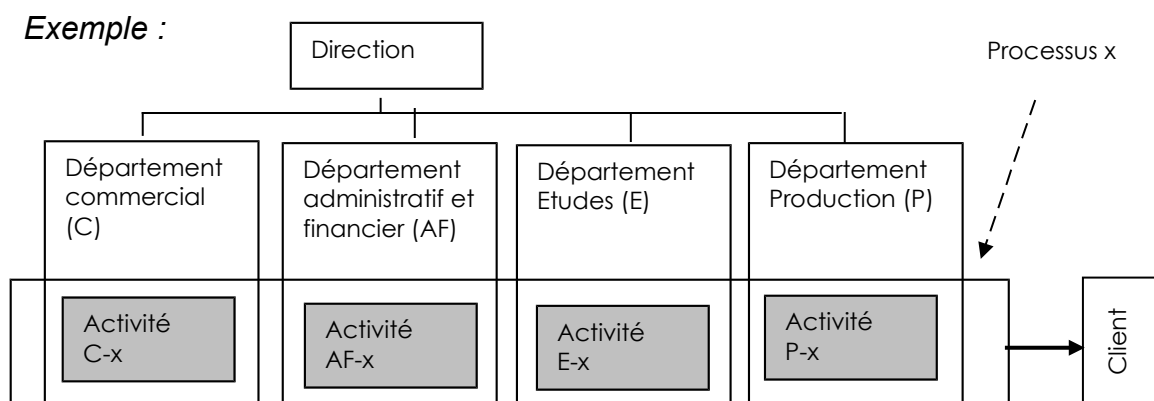 Exemple :
Direction
Processus x
Département
commercial
(C)
Département
administratif et
financier (AF)
Département
Etudes (E)
Département
Production (P)
Activité
C-x
Activité
AF-x
Activité
E-x
Activité
P-x
Client